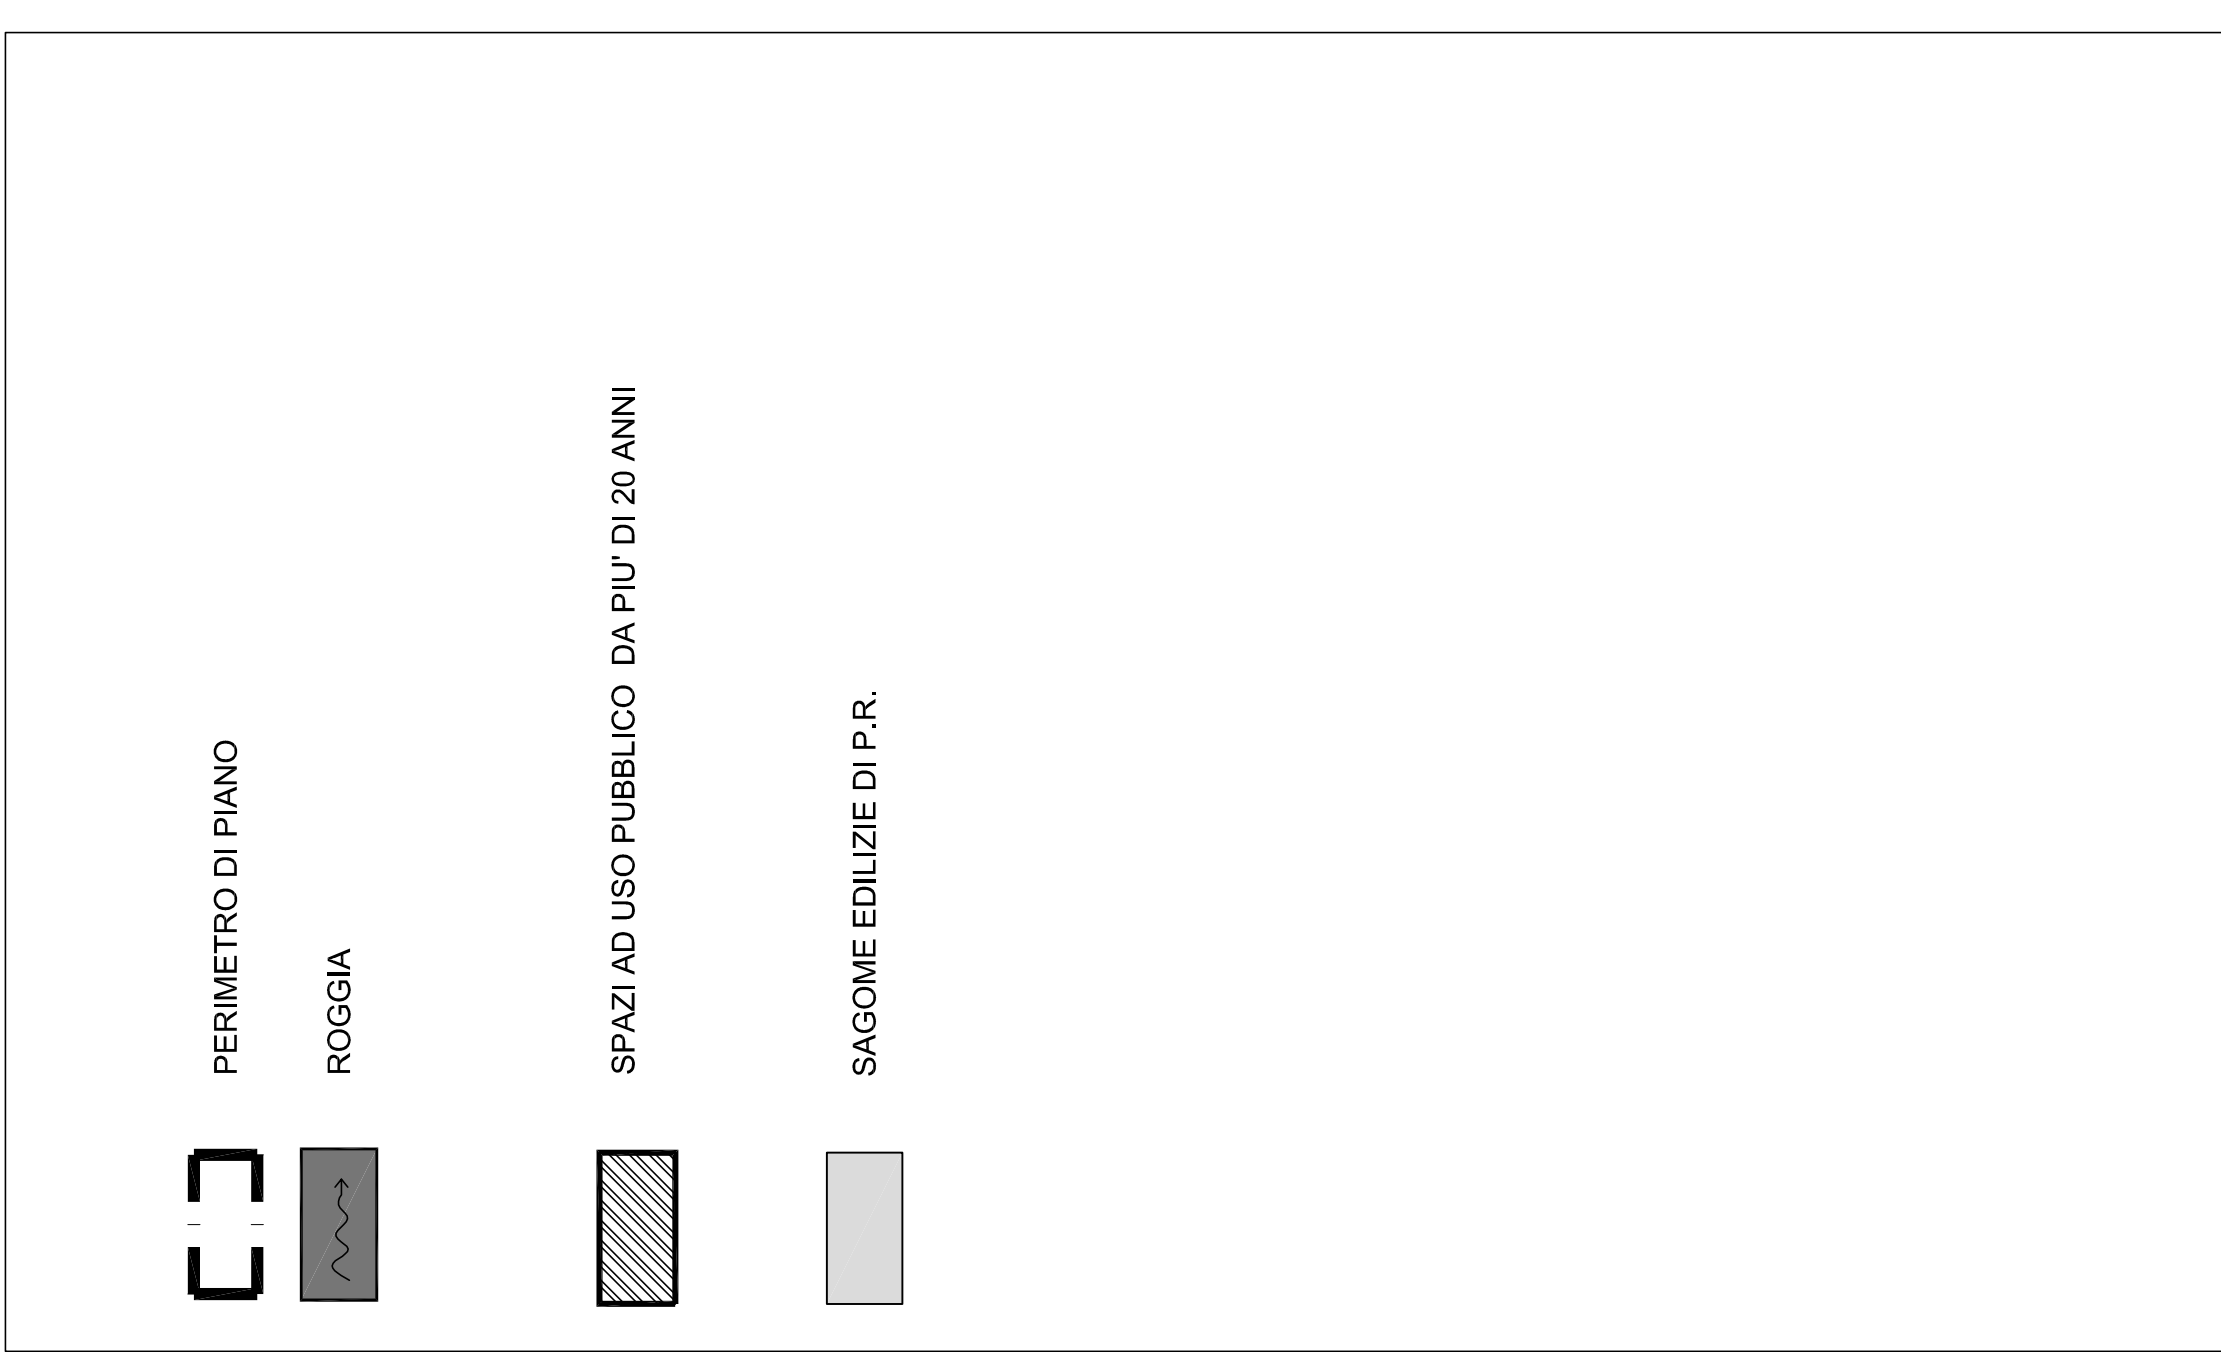 PERIMETRO DI PIANO
ROGGIA
SPAZI AD USO PUBBLICO  DA PIU' DI 20 ANNI
SAGOME EDILIZIE DI P.R.